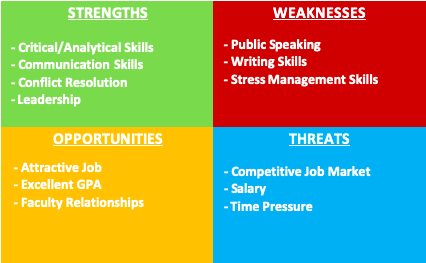 STRENGTHS
- Critical/Analytical Skills
- Communication Skills
- Conflict Resolution
- Leadership
WEAKNESSES
- Public Speaking
- Writing Skills
- Stress Management Skills
OPPORTUNITIES
- Attractive Job
- Excellent GPA
- Faculty Relationships
THREATS
- Competitive Job Market
- Salary
- Time Pressure